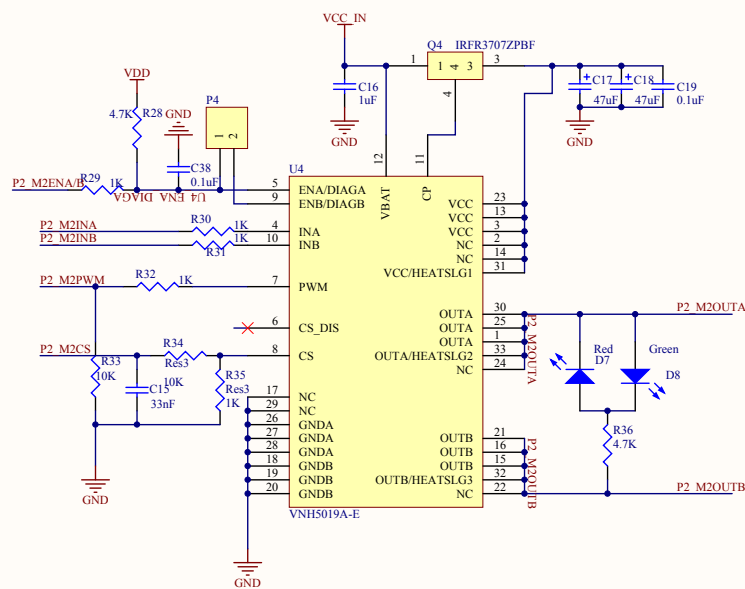 VCC_IN
Q4 IRFR3707ZPBF
1 1 4 3 3
4
C16
1uF
GND
C17
47uF
C18
47uF
C19
0.1uF
GND
VDD
4.7K R28
GND
P4
1 2
C38
0.1uF
R29
P2_M2ENA/B 1K
DIAGA
U4_ENA
U4
12 11
VBAT CP
5 ENA/DIAGA
9 ENB/DIAGB
P2_M2INA R30 1K 4 INA
P2_M2INB R31 1K 10 INB
P2_M2PWM R32 1K 7 PWM
6 CS_DIS
P2_M2CS R34 Res3 10K 8 CS
R33
10K
C15
33nF
R35
Res3
1K
GND
17 NC
29 NC
26 GNDA
27 GNDA
28 GNDA
18 GNDB
19 GNDB
20 GNDB
GND
VCC 23
VCC 13
VCC 3
NC 2
NC 14
VCC/HEATSLG1 31
OUTA 30
OUTA 25
OUTA 1
OUTA/HEATSLG2 33
NC 24
P2_M2OUTA
P2_M2OUTA
Red
D7
Green
D8
R36
4.7K
OUTB 21
OUTB 16
OUTB 15
OUTB/HEATSLG3 32
NC 22
P2_M2OUTB
P2_M2OUTB
VNH5019A-E